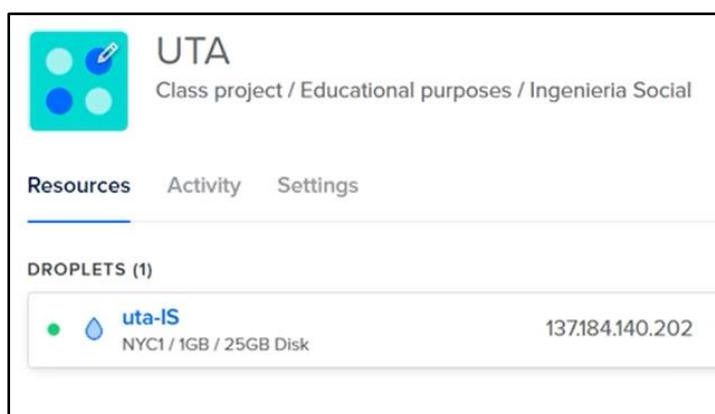 UTA
Class project / Educational purposes / Ingenieria Social
Resources Activity Settings
DROPLETS (1)
uta-IS
137.184.140.202
NYC1 / 1GB / 25GB Disk